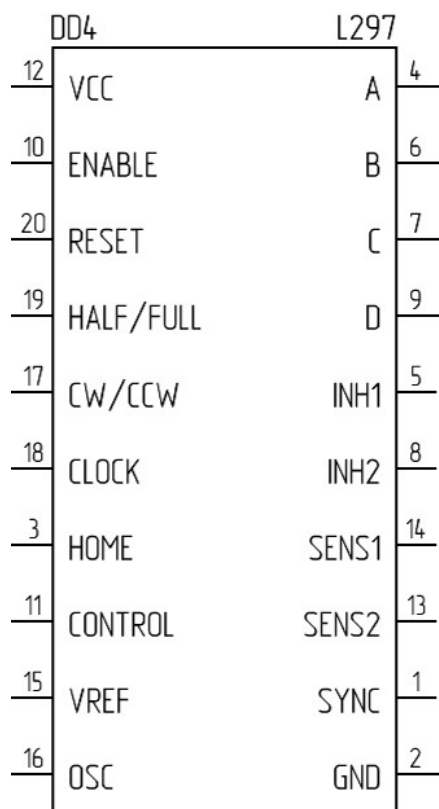 DD4 L297
12 VCC A 4
10 ENABLE B 6
20 RESET C 7
19 HALF/FULL D 9
17 CW/CCW INH1 5
18 CLOCK INH2 8
3 HOME SENS1 14
11 CONTROL SENS2 13
15 VREF SYNC 1
16 OSC GND 2